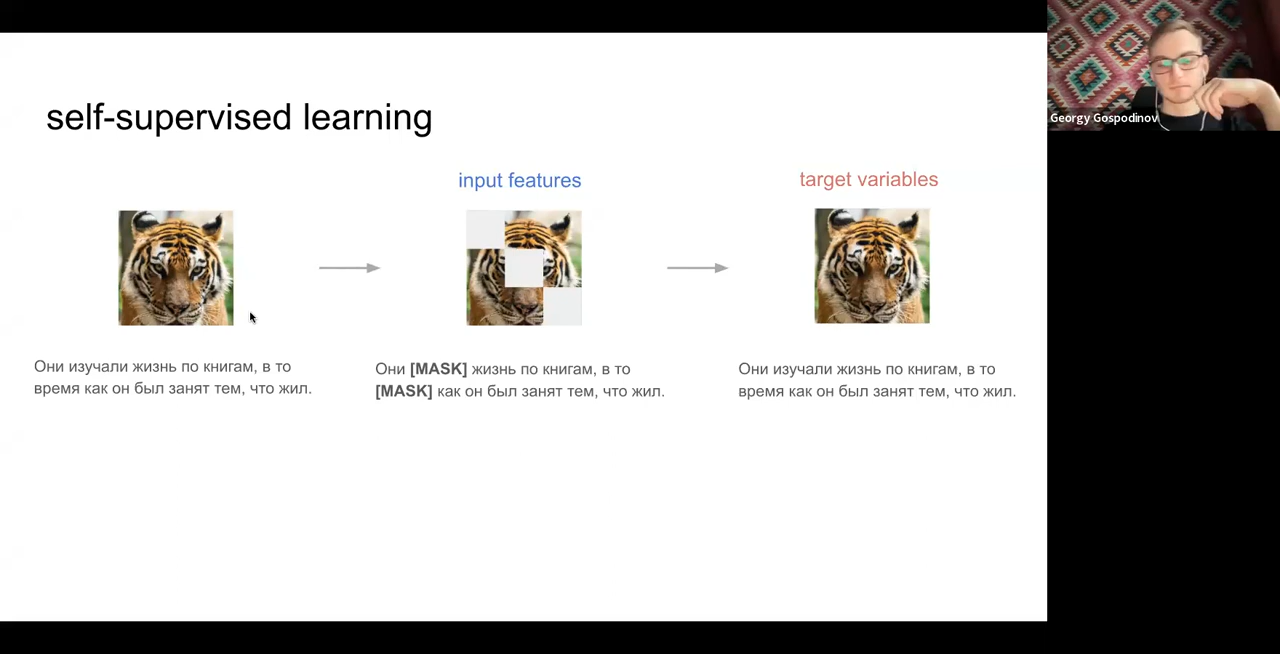 self-supervised learning
input features
target variables
Они изучали жизнь по книгам, в то
время как он был занят тем, что жил.
Они [MASK] жизнь по книгам, в то
[MASK] как он был занят тем, что жил.
Они изучали жизнь по книгам, в то
время как он был занят тем, что жил.
Georgy Gospodinov